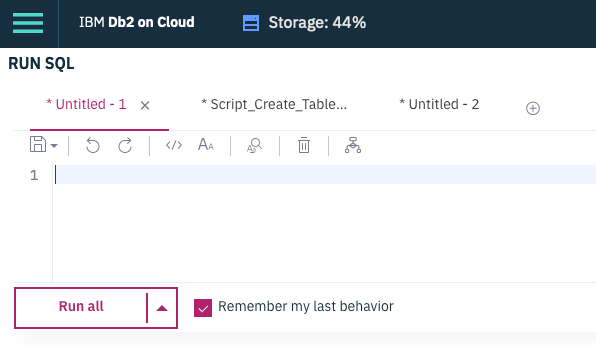 IBM Db2 on Cloud Storage: 44%
RUN SQL
* Untitled - 1 × * Script_Create_Table... * Untitled - 2
1
Run all Remember my last behavior